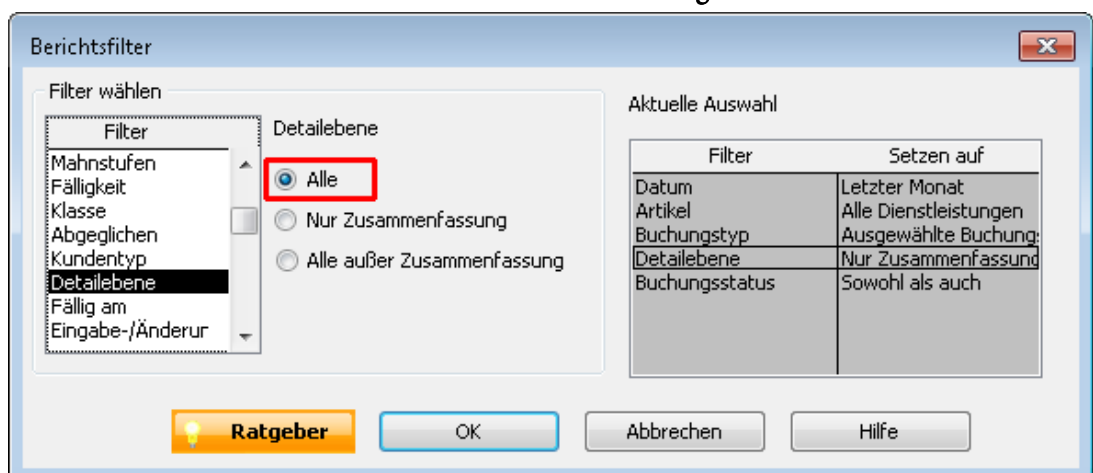 Berichtsfilter
Filter wählen
Filter
Mahnstufen
Fälligkeit
Klasse
Abgeglichen
Kundentyp
Detailebene
Fällig am
Eingabe-/Änderur
Detailebene
Alle
Nur Zusammenfassung
Alle außer Zusammenfassung
Aktuelle Auswahl
Filter Setzen auf
Datum Letzter Monat
Artikel Alle Dienstleistungen
Buchungstyp Ausgewählte Buchung
Detailebene Nur Zusammenfassung
Buchungsstatus Sowohl als auch
Ratgeber OK Abbrechen Hilfe